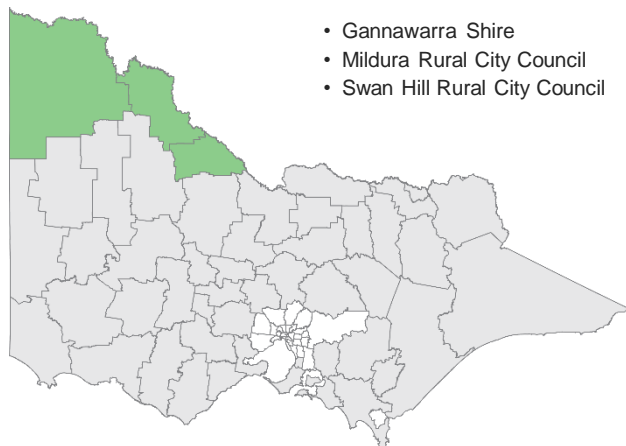 • Gannawarra Shire
• Mildura Rural City Council
• Swan Hill Rural City Council